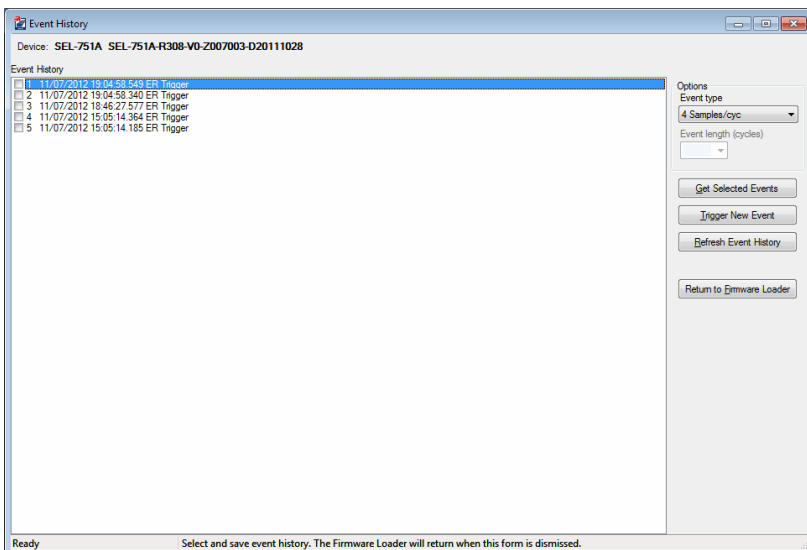 Event History
Device: SEL-751A SEL-751A-R308-V0-Z007003-D20111028
Event History
1 11/07/2012 19:04:58.549 ER Trigger
2 11/07/2012 19:04:58.340 ER Trigger
3 11/07/2012 18:46:27.577 ER Trigger
4 11/07/2012 15:05:14.364 ER Trigger
5 11/07/2012 15:05:14.185 ER Trigger
Options
Event type
4 Samples/cyc
Event length (cycles)
Get Selected Events
Trigger New Event
Refresh Event History
Return to Firmware Loader
Ready
Select and save event history. The Firmware Loader will return when this form is dismissed.